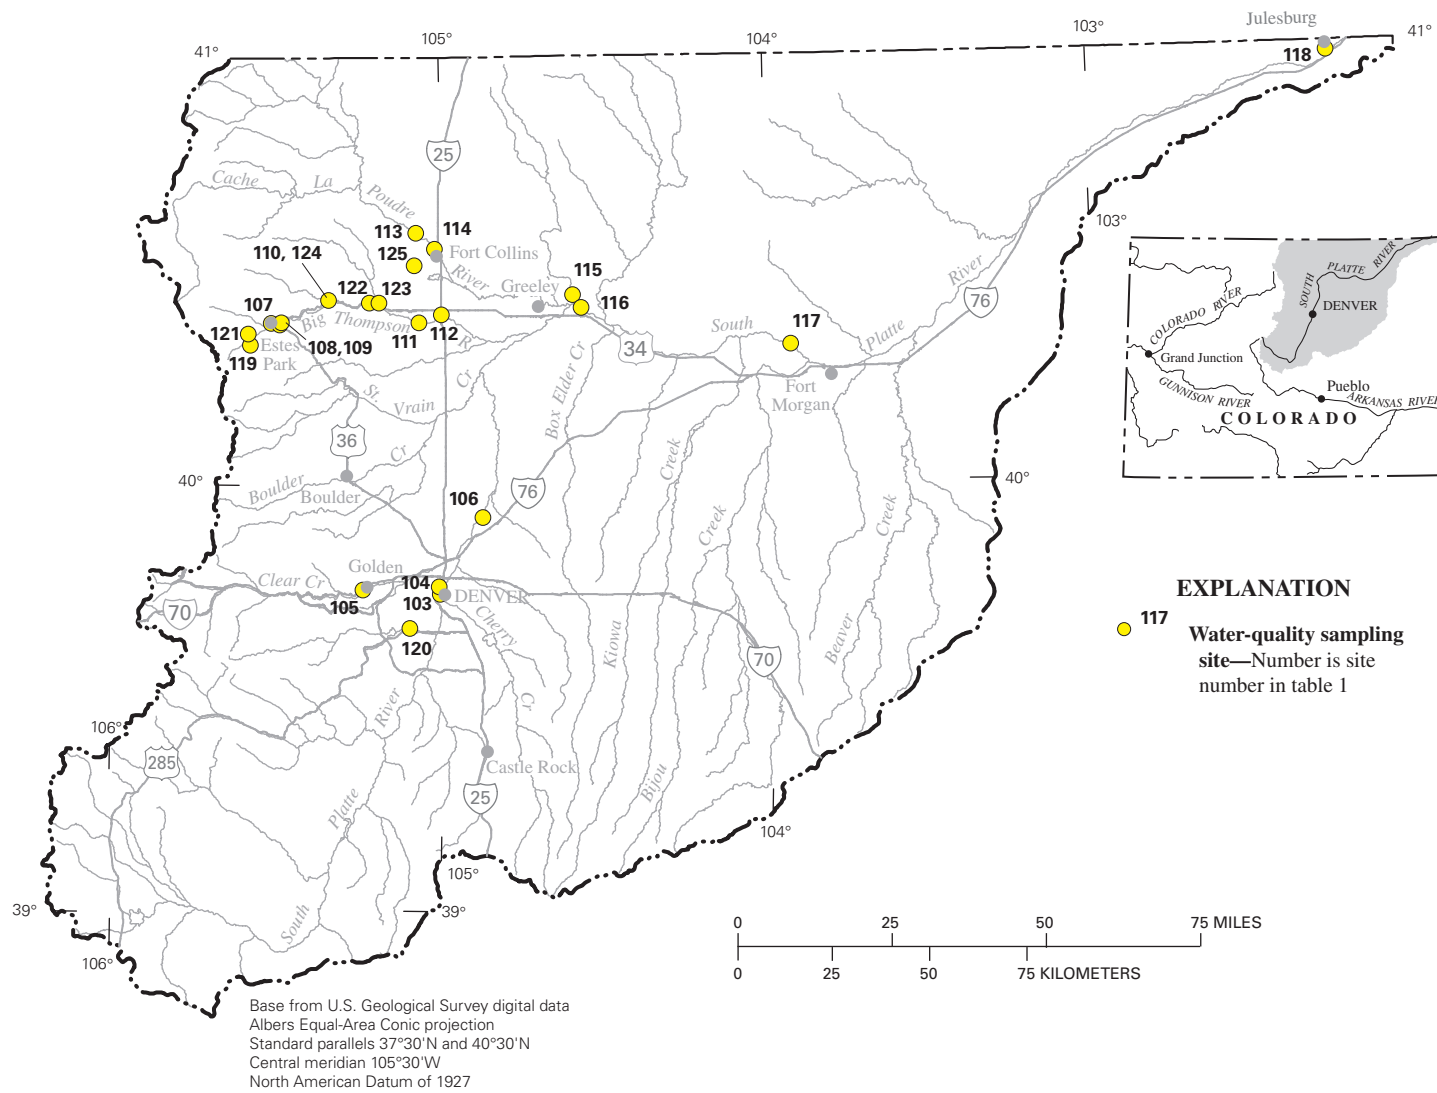 Julesburg
103°
41°
105°
104°
41°
118
25
Cache
La
Poudre
103°
113
114
110, 124
125
Fort Collins
River
115
River
122
123
Greeley
76
107
116
Big
Thompson
South
117
Platte
121
111
112
R
34
Estes
Park
108,109
119
Cr
Box Elder Cr
Fort
Morgan
St.
Vrain
36
Cr
Creek
40°
40°
Boulder
Boulder
76
106
Creek
Creek
Golden
Clear Cr
104
105
103
DENVER
70
Cherry
120
Kiowa
Beaver
70
River
Cr
106°
285
Castle Rock
Bijou
25
Platte
104°
105°
39°
39°
South
106°
SOUTH
PLATTE
RIVER
COLORADO RIVER
DENVER
Grand Junction
GUNNISON RIVER
Pueblo
ARKANSAS RIVER
COLORADO
EXPLANATION
117
Water-quality sampling
site—Number is site
number in table 1
0 25 50 75 MILES
0 25 50 75 KILOMETERS
Base from U.S. Geological Survey digital data
Albers Equal-Area Conic projection
Standard parallels 37°30'N and 40°30'N
Central meridian 105°30'W
North American Datum of 1927